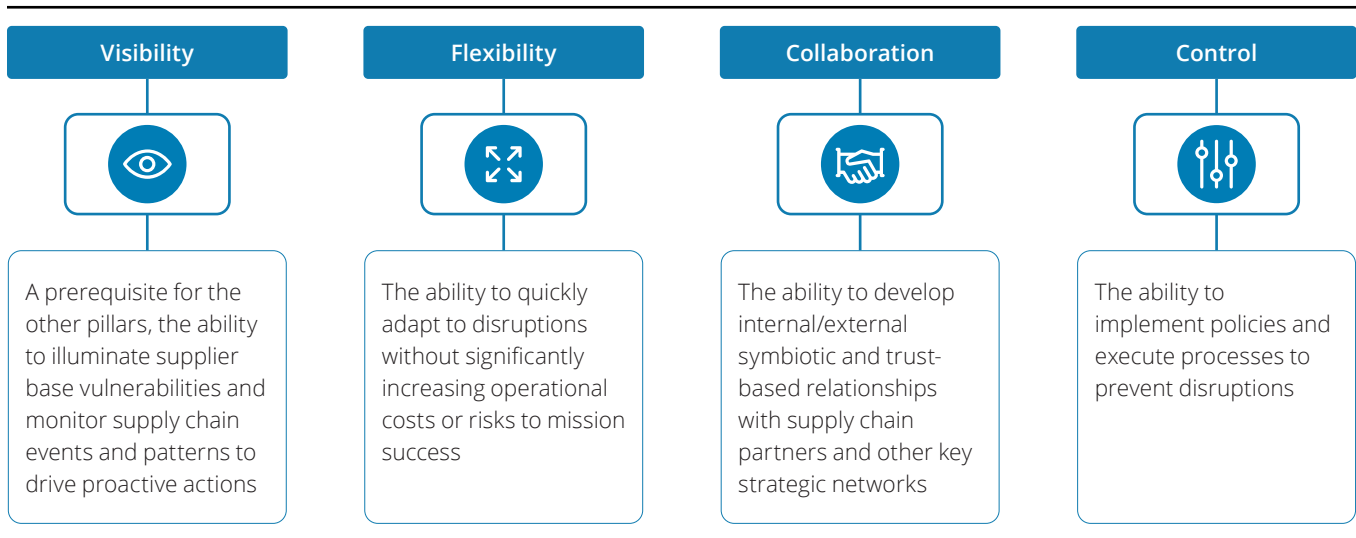 Visibility
A prerequisite for the
other pillars, the ability
to illuminate supplier
base vulnerabilities and
monitor supply chain
events and patterns to
drive proactive actions
Flexibility
The ability to quickly
adapt to disruptions
without significantly
increasing operational
costs or risks to mission
success
Collaboration
The ability to develop
internal/external
symbiotic and trust-
based relationships
with supply chain
partners and other key
strategic networks
Control
The ability to
implement policies and
execute processes to
prevent disruptions